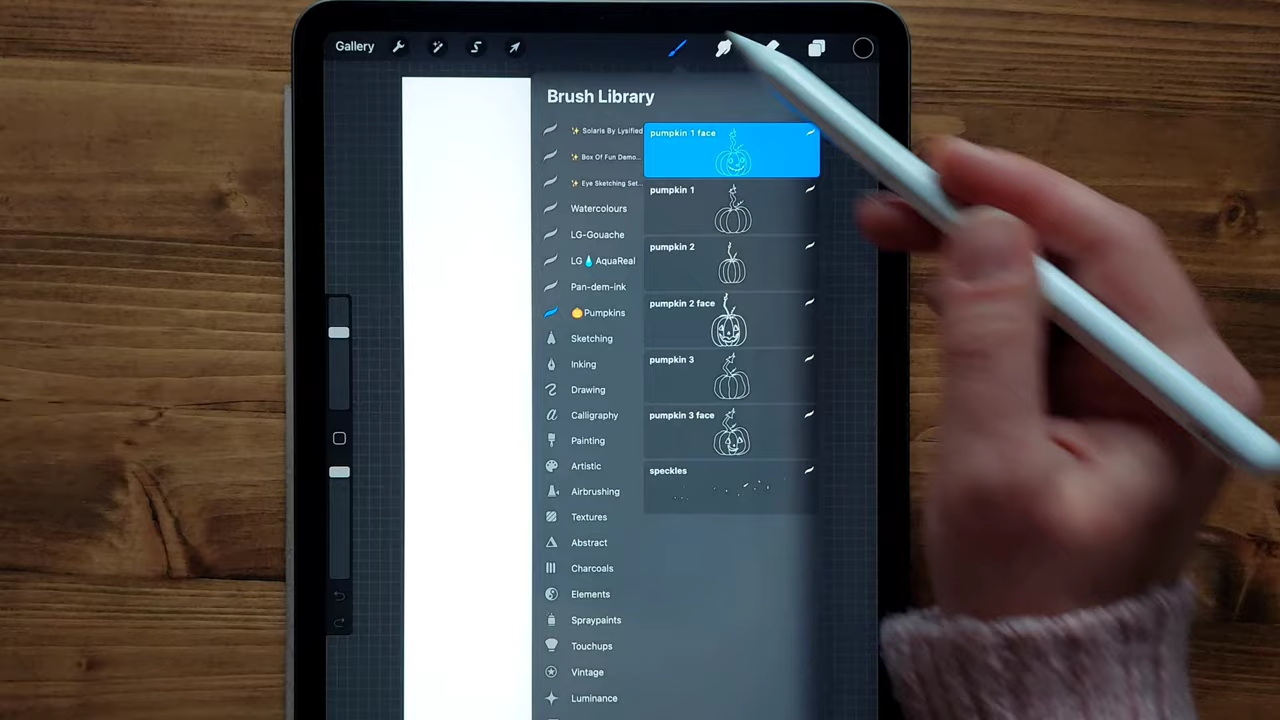 Gallery
Brush Library
✨ Solaris By Lysified
✨ Box Of Fun Demo...
✨ Eye Sketching Set...
Watercolours
LG-Gouache
LG💧AquaReal
Pan-dem-ink
🎃Pumpkins
Sketching
Inking
Drawing
Calligraphy
Painting
Artistic
Airbrushing
Textures
Abstract
Charcoals
Elements
Spraypaints
Touchups
Vintage
Luminance
pumpkin 1 face
pumpkin 1
pumpkin 2
pumpkin 2 face
pumpkin 3
pumpkin 3 face
speckles